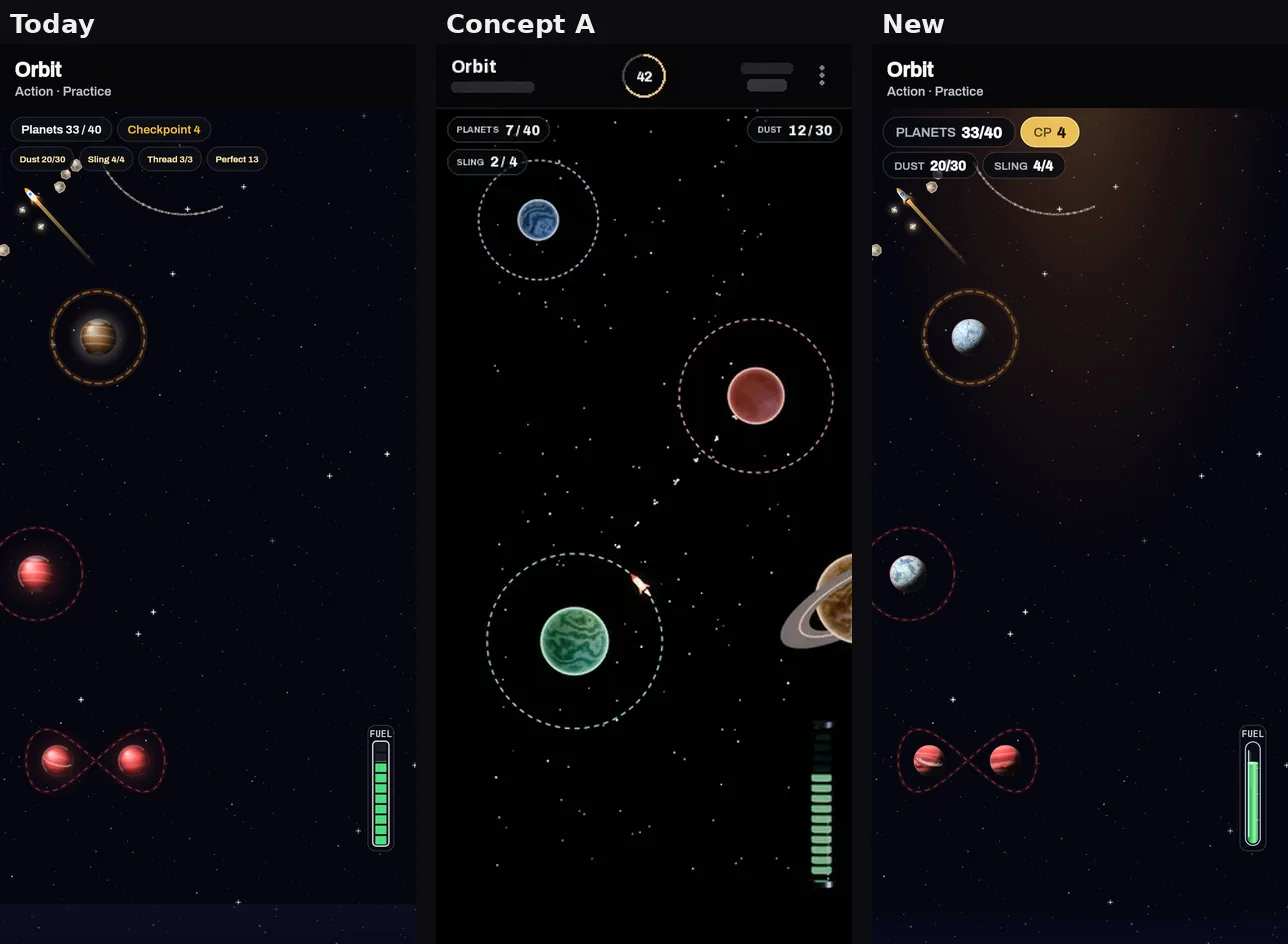 Today
Orbit
Action · Practice
Planets 33 / 40
Checkpoint 4
Dust 20/30
Sling 4/4
Thread 3/3
Perfect 13
FUEL
Concept A
Orbit
42
PLANETS 7/40
DUST 12/30
SLING 2/4
New
Orbit
Action · Practice
PLANETS 33/40
CP 4
DUST 20/30
SLING 4/4
FUEL